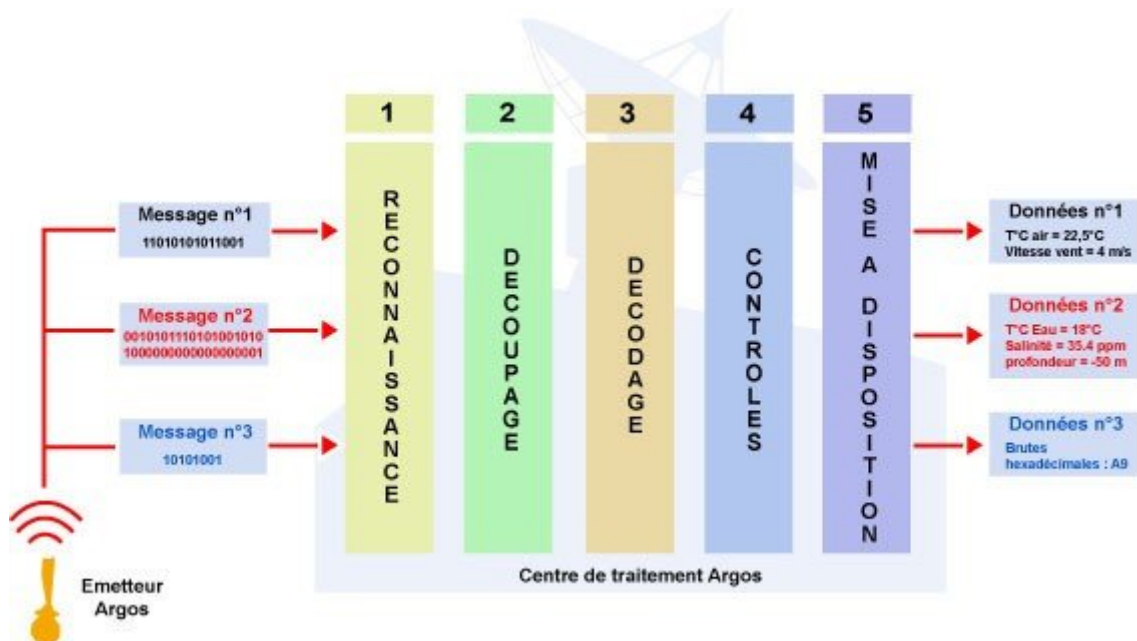 1
2
3
4
5
RECONNAISSANCE
DECOUPAGE
DECODAGE
CONTROLES
MISE A DISPOSITION
Message n°1
11010101011001
Message n°2
0010101110101001010
1000000000000000001
Message n°3
10101001
Données n°1
T°C air = 22,5°C
Vitesse vent = 4 m/s
Données n°2
T°C Eau = 18°C
Salinité = 35.4 ppm
profondeur = -50 m
Données n°3
Brutes
hexadécimales : A9
Centre de traitement Argos
Emetteur
Argos